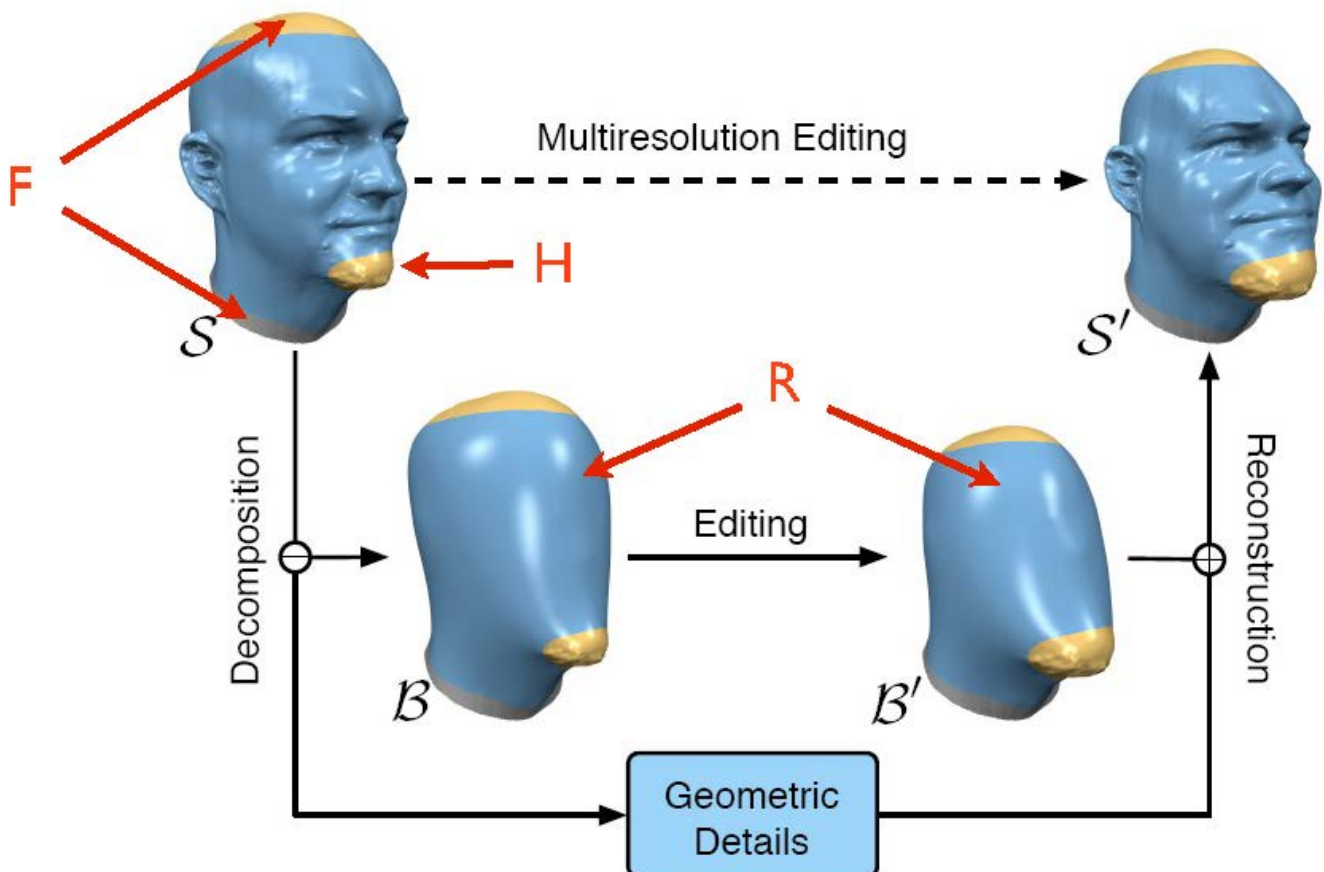 Multiresolution Editing
F
H
S
S′
R
Decomposition
Editing
Reconstruction
B
B′
Geometric
Details